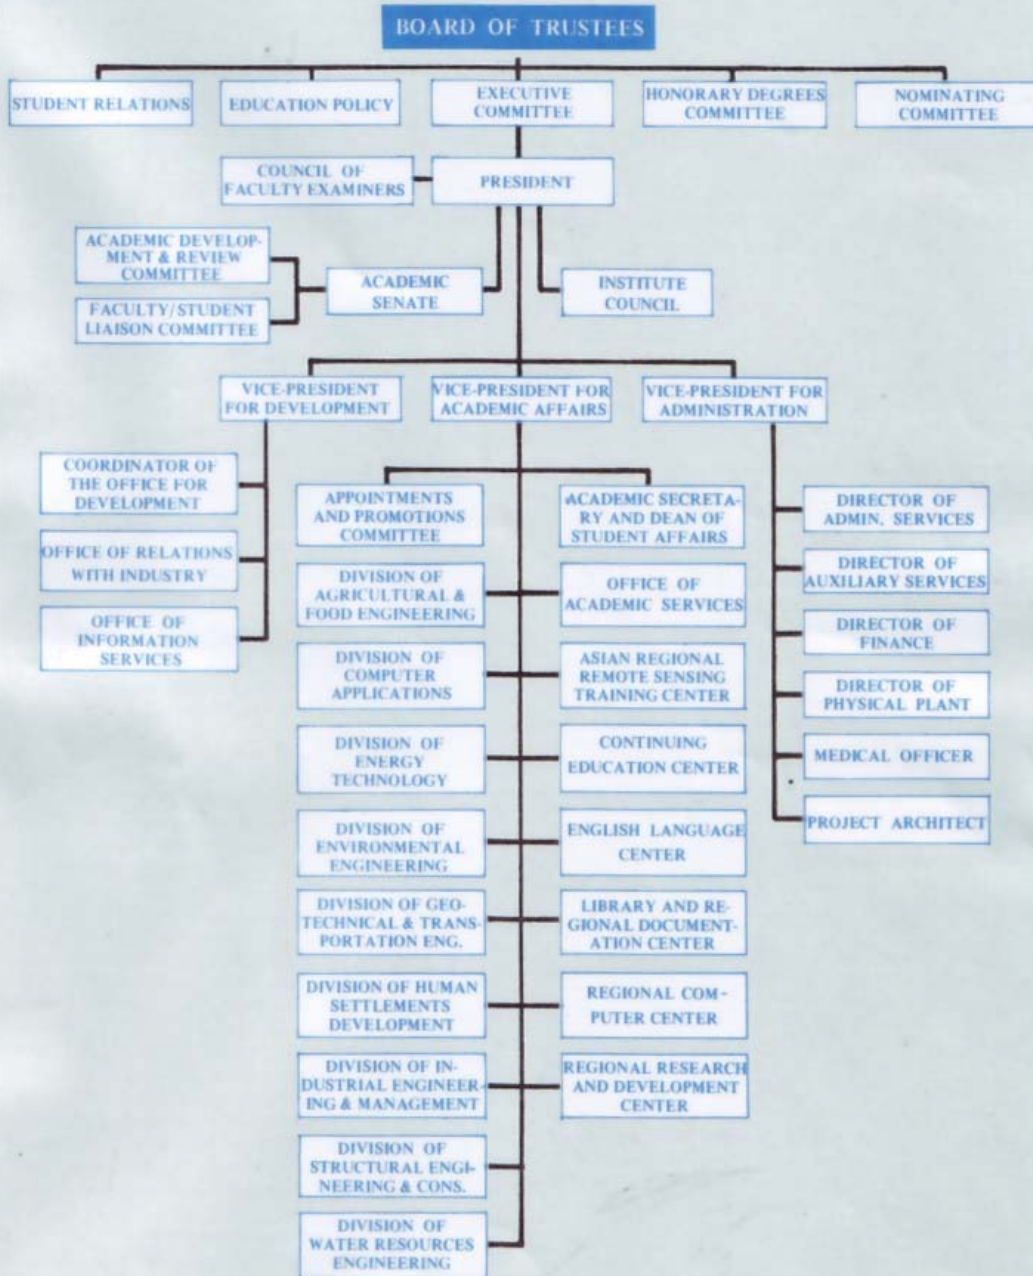 BOARD OF TRUSTEES
STUDENT RELATIONS
EDUCATION POLICY
EXECUTIVE
COMMITTEE
HONORARY DEGREES
COMMITTEE
NOMINATING
COMMITTEE
COUNCIL OF
FACULTY EXAMINERS
PRESIDENT
ACADEMIC DEVELOP-
MENT & REVIEW
COMMITTEE
FACULTY/STUDENT
LIAISON COMMITTEE
ACADEMIC
SENATE
INSTITUTE
COUNCIL
VICE-PRESIDENT
FOR DEVELOPMENT
VICE-PRESIDENT FOR
ACADEMIC AFFAIRS
VICE-PRESIDENT FOR
ADMINISTRATION
COORDINATOR OF
THE OFFICE FOR
DEVELOPMENT
OFFICE OF RELATIONS
WITH INDUSTRY
OFFICE OF
INFORMATION
SERVICES
APPOINTMENTS
AND PROMOTIONS
COMMITTEE
DIVISION OF
AGRICULTURAL &
FOOD ENGINEERING
DIVISION OF
COMPUTER
APPLICATIONS
DIVISION OF
ENERGY
TECHNOLOGY
DIVISION OF
ENVIRONMENTAL
ENGINEERING
DIVISION OF GEO-
TECHNICAL & TRANS-
PORTATION ENG.
DIVISION OF HUMAN
SETTLEMENTS
DEVELOPMENT
DIVISION OF IN-
DUSTRIAL ENGINEER-
ING & MANAGEMENT
DIVISION OF
STRUCTURAL ENGI-
NEERING & CONS.
DIVISION OF
WATER RESOURCES
ENGINEERING
ACADEMIC SECRETA-
RY AND DEAN OF
STUDENT AFFAIRS
OFFICE OF
ACADEMIC SERVICES
ASIAN REGIONAL
REMOTE SENSING
TRAINING CENTER
CONTINUING
EDUCATION CENTER
ENGLISH LANGUAGE
CENTER
LIBRARY AND RE-
GIONAL DOCUMENT-
ATION CENTER
REGIONAL COM-
PUTER CENTER
REGIONAL RESEARCH
AND DEVELOPMENT
CENTER
DIRECTOR OF
ADMIN. SERVICES
DIRECTOR OF
AUXILIARY SERVICES
DIRECTOR OF
FINANCE
DIRECTOR OF
PHYSICAL PLANT
MEDICAL OFFICER
PROJECT ARCHITECT